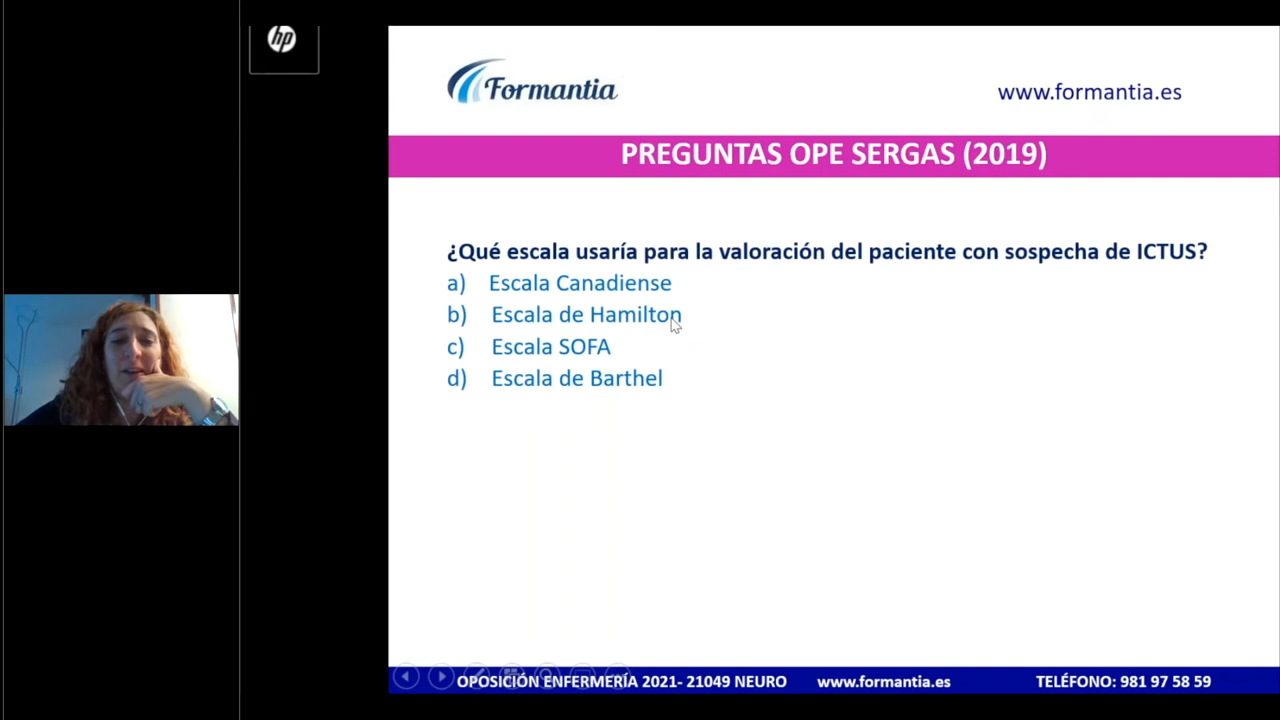 hp
Formantia
www.formantia.es
PREGUNTAS OPE SERGAS (2019)
¿Qué escala usaría para la valoración del paciente con sospecha de ICTUS?
a) Escala Canadiense
b) Escala de Hamilton
c) Escala SOFA
d) Escala de Barthel
OPOSICIÓN ENFERMERÍA 2021- 21049 NEURO www.formantia.es TELÉFONO: 981 97 58 59